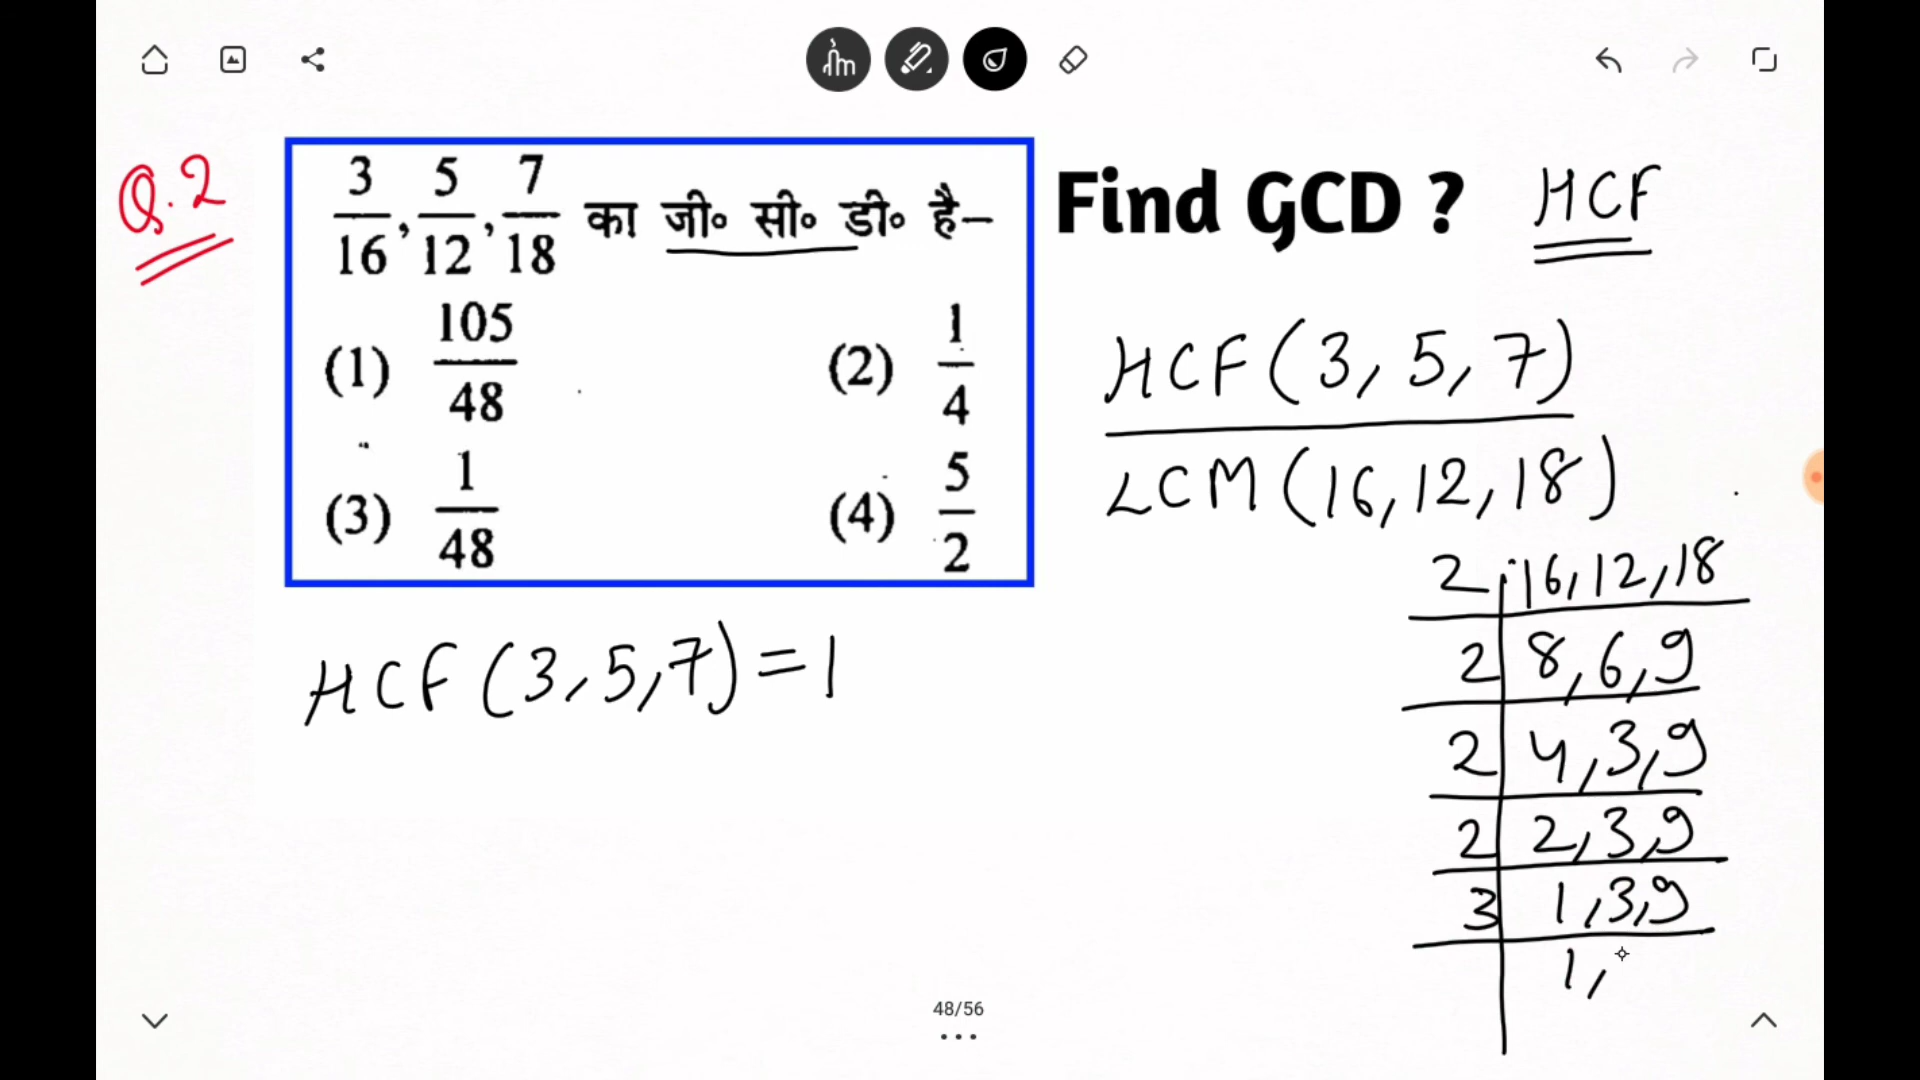 Q.2
3/16, 5/12, 7/18 का जी॰ सी॰ डी॰ है–
(1) 105/48 (2) 1/4
(3) 1/48 (4) 5/2
Find GCD ? HCF
HCF(3, 5, 7)
LCM(16,12,18)
HCF(3,5,7)=1
2 16,12,18
2 8,6,9
2 4,3,9
2 2,3,9
3 1,3,9
1,
48/56